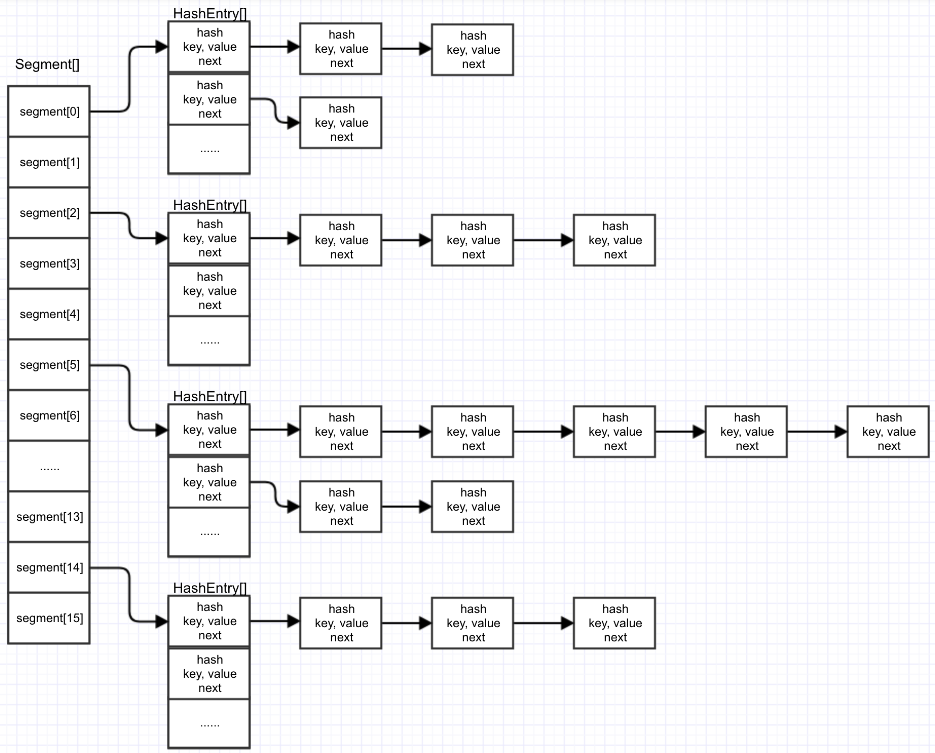 Segment[]
segment[0]
segment[1]
segment[2]
segment[3]
segment[4]
segment[5]
segment[6]
......
segment[13]
segment[14]
segment[15]
HashEntry[]
hash
key, value
next
hash
key, value
next
hash
key, value
next
hash
key, value
next
hash
key, value
next
......
HashEntry[]
hash
key, value
next
hash
key, value
next
hash
key, value
next
hash
key, value
next
hash
key, value
next
......
HashEntry[]
hash
key, value
next
hash
key, value
next
hash
key, value
next
hash
key, value
next
hash
key, value
next
hash
key, value
next
hash
key, value
next
hash
key, value
next
hash
key, value
next
......
HashEntry[]
hash
key, value
next
hash
key, value
next
hash
key, value
next
hash
key, value
next
hash
key, value
next
......